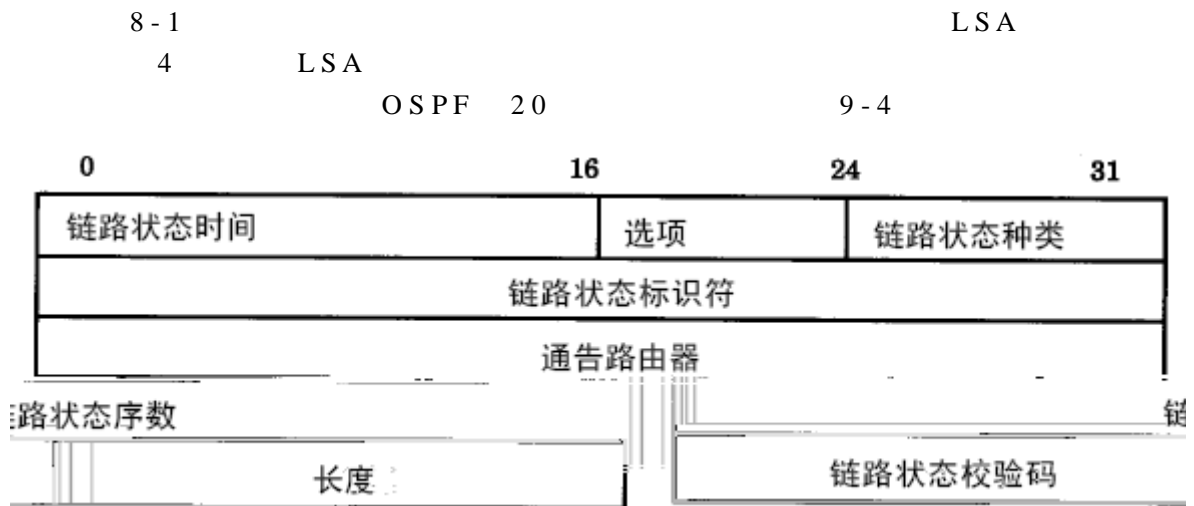 8-1 LSA
4 LSA
OSPF 20 9-4
0 16 24 31
链路状态时间 选项 链路状态种类
链路状态标识符
通告路由器
路状态序数
长度 链路状态校验码